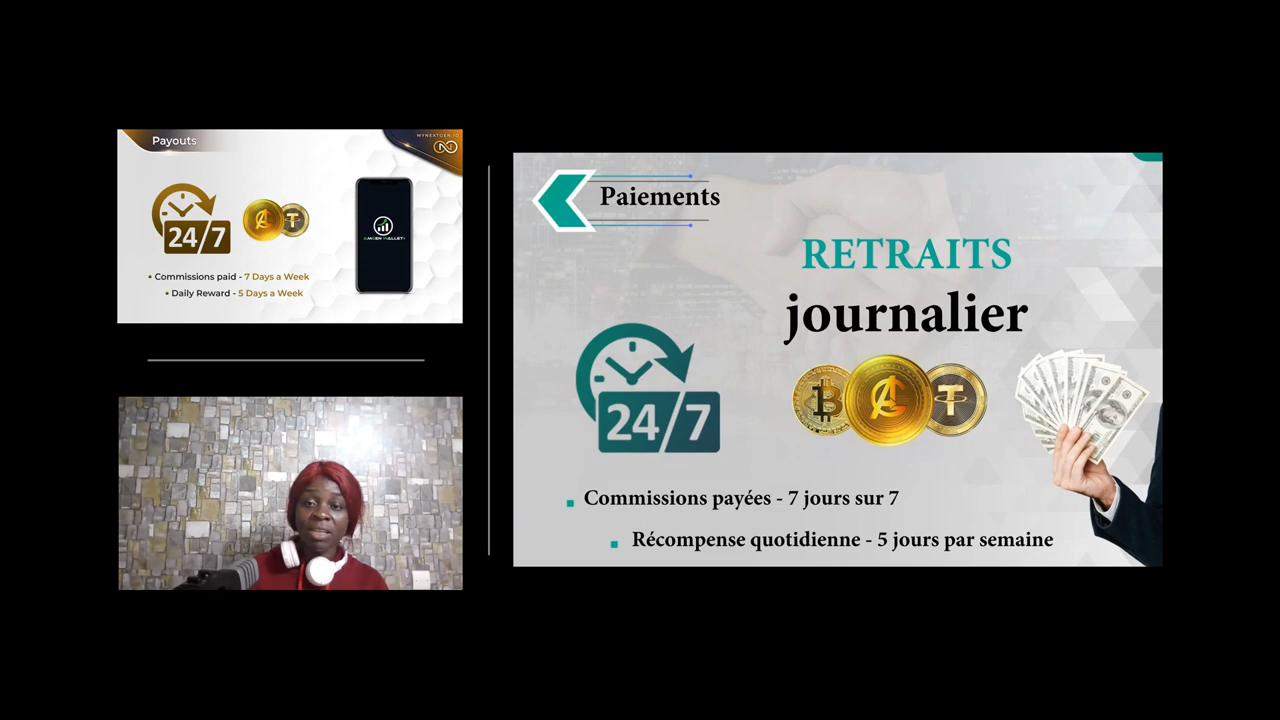 Payouts
MYNEXTGEN.IO
24/7
• Commissions paid - 7 Days a Week
• Daily Reward - 5 Days a Week
Paiements
RETRAITS
journalier
24/7
Commissions payées - 7 jours sur 7
Récompense quotidienne - 5 jours par semaine